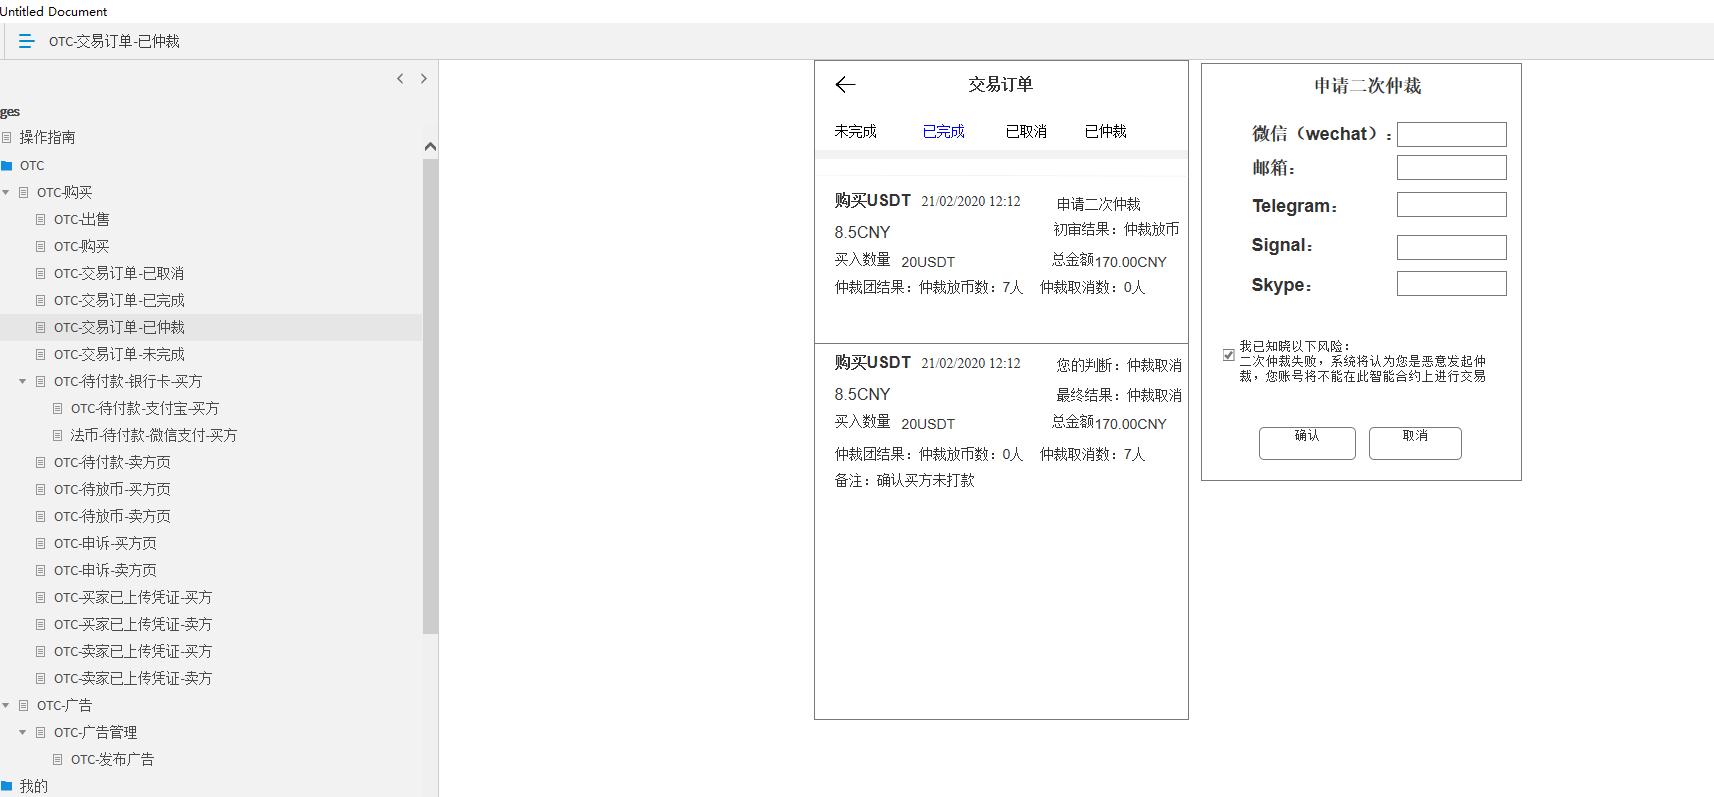 Untitled Document
OTC-交易订单-已仲裁
ges
操作指南
OTC
OTC-购买
OTC-出售
OTC-购买
OTC-交易订单-已取消
OTC-交易订单-已完成
OTC-交易订单-已仲裁
OTC-交易订单-未完成
OTC-待付款-银行卡-买方
OTC-待付款-支付宝-买方
法币-待付款-微信支付-买方
OTC-待付款-卖方页
OTC-待放币-买方页
OTC-待放币-卖方页
OTC-申诉-买方页
OTC-申诉-卖方页
OTC-买家已上传凭证-买方
OTC-买家已上传凭证-卖方
OTC-卖家已上传凭证-买方
OTC-卖家已上传凭证-卖方
OTC-广告
OTC-广告管理
OTC-发布广告
我的
交易订单
未完成 已完成 已取消 已仲裁
购买USDT 21/02/2020 12:12 申请二次仲裁
8.5CNY 初审结果：仲裁放币
买入数量 20USDT 总金额170.00CNY
仲裁团结果：仲裁放币数：7人 仲裁取消数：0人
购买USDT 21/02/2020 12:12 您的判断：仲裁取消
8.5CNY 最终结果：仲裁取消
买入数量 20USDT 总金额170.00CNY
仲裁团结果：仲裁放币数：0人 仲裁取消数：7人
备注：确认买方未打款
申请二次仲裁
微信（wechat）：
邮箱：
Telegram：
Signal：
Skype：
我已知晓以下风险：
二次仲裁失败，系统将认为您是恶意发起仲
裁，您账号将不能在此智能合约上进行交易
确认 取消